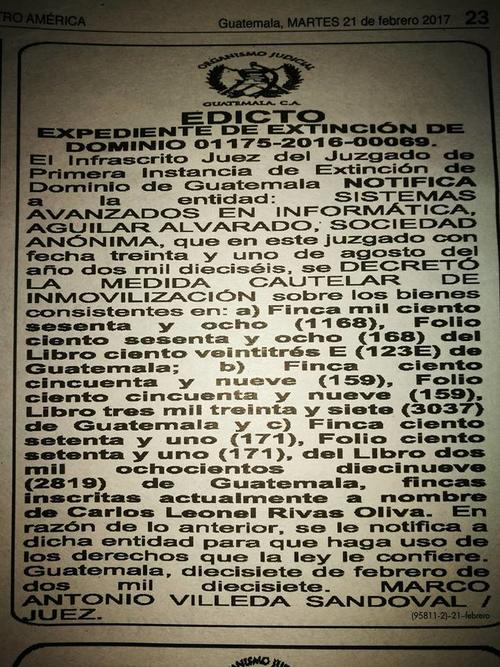 TRO AMÉRICA
Guatemala, MARTES 21 de febrero 2017 23
ORGANISMO JUDICIAL
GUATEMALA, C.A.
EDICTO
EXPEDIENTE DE EXTINCIÓN DE
DOMINIO 01175-2016-00069.
El Infrascrito Juez del Juzgado de
Primera Instancia de Extinción de
Dominio de Guatemala NOTIFICA
a la entidad: SISTEMAS
AVANZADOS EN INFORMÁTICA,
AGUILAR ALVARADO, SOCIEDAD
ANÓNIMA, que en este juzgado con
fecha treinta y uno de agosto del
año dos mil dieciséis, se DECRETÓ
LA MEDIDA CAUTELAR DE
INMOVILIZACIÓN sobre los bienes
consistentes en: a) Finca mil ciento
sesenta y ocho (1168), Folio
ciento sesenta y ocho (168) del
Libro ciento veintitrés E (123E) de
Guatemala; b) Finca ciento
cincuenta y nueve (159), Folio
ciento cincuenta y nueve (159),
Libro tres mil treinta y siete (3037)
de Guatemala y c) Finca ciento
setenta y uno (171), Folio ciento
setenta y uno (171), del Libro dos
mil ochocientos diecinueve
(2819) de Guatemala, fincas
inscritas actualmente a nombre
de Carlos Leonel Rivas Oliva. En
razón de lo anterior, se le notifica a
dicha entidad para que haga uso de
los derechos que la ley le confiere.
Guatemala, diecisiete de febrero de
dos mil diecisiete. MARCO
ANTONIO VILLEDA SANDOVAL /
JUEZ.
(95811-2)-21-febrero